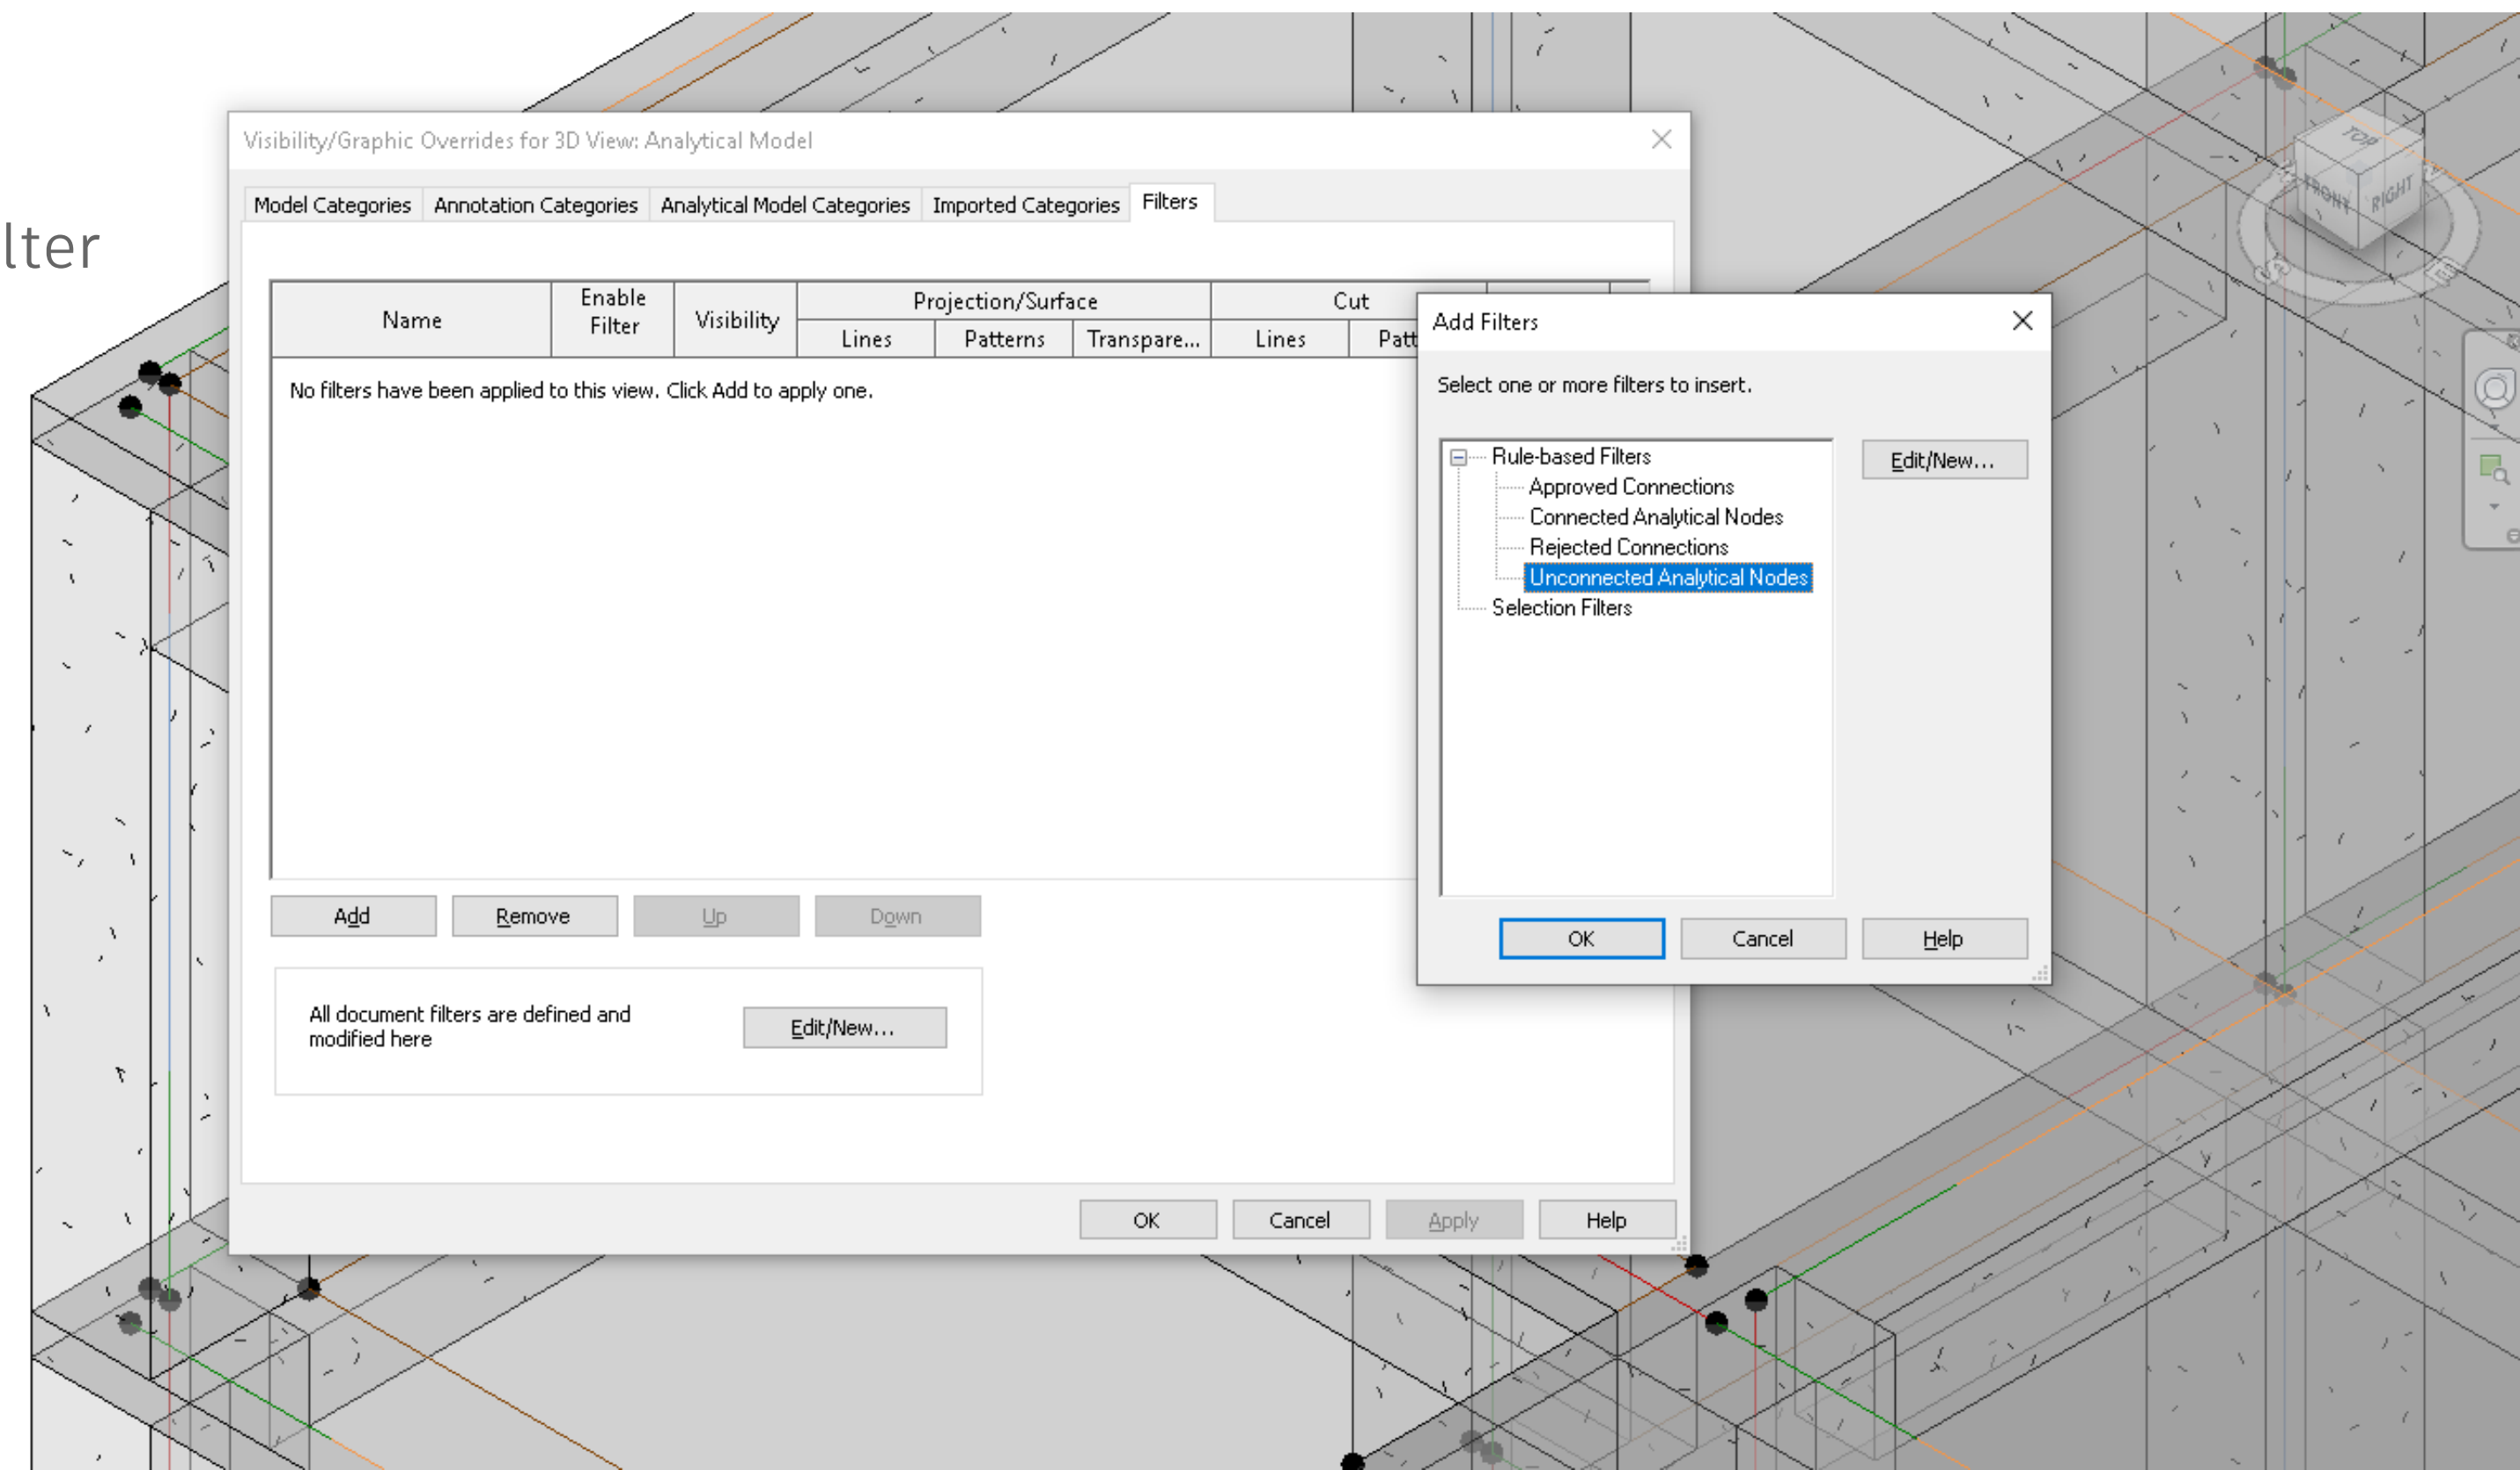 lter
Visibility/Graphic Overrides for 3D View: Analytical Model
Model Categories Annotation Categories Analytical Model Categories Imported Categories Filters
Name Enable Filter Visibility Projection/Surface Cut
Lines Patterns Transpare... Lines Patt
No filters have been applied to this view. Click Add to apply one.
Add Remove Up Down
All document filters are defined and
modified here
Edit/New...
OK Cancel Apply Help
Add Filters
Select one or more filters to insert.
Rule-based Filters
Approved Connections
Connected Analytical Nodes
Rejected Connections
Unconnected Analytical Nodes
Selection Filters
Edit/New...
OK Cancel Help
TOP
FRONT RIGHT
S E